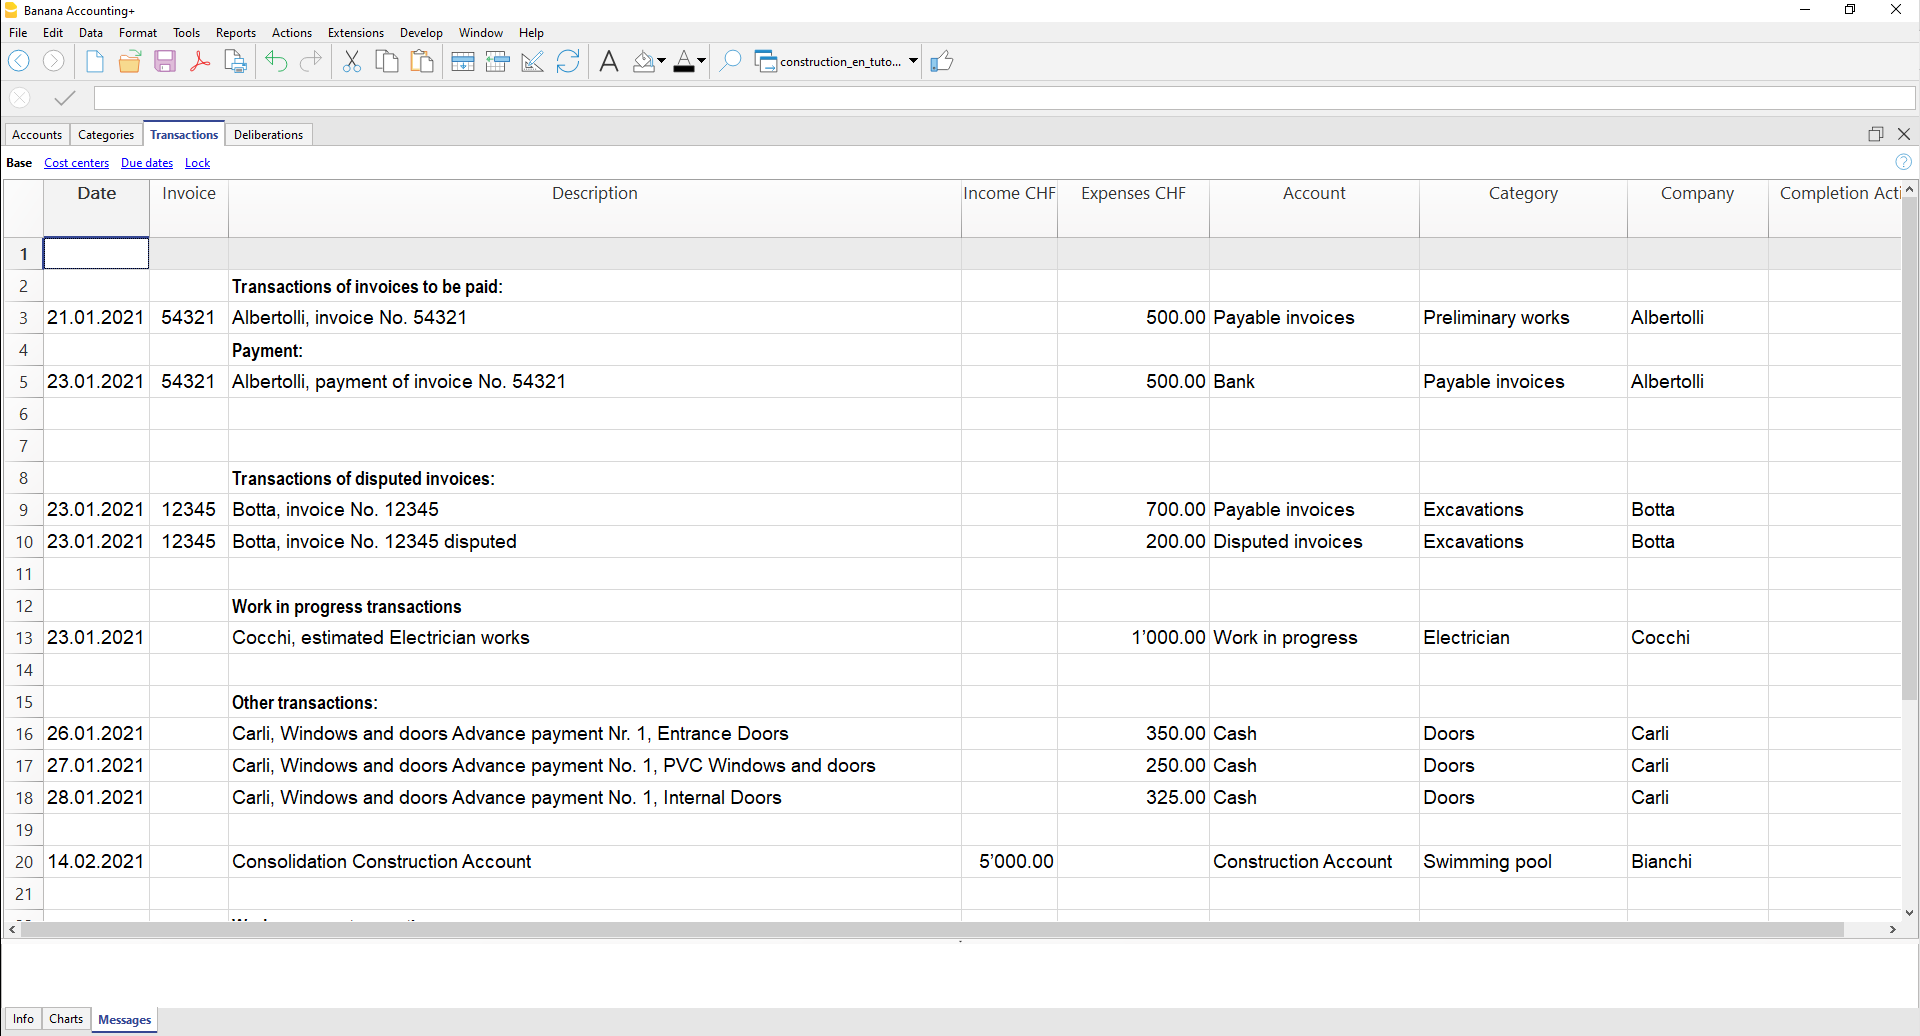 Banana Accounting+
File Edit Data Format Tools Reports Actions Extensions Develop Window Help
construction_en_tuto...
Accounts Categories Transactions Deliberations
Base Cost centers Due dates Lock
Date Invoice Description Income CHF Expenses CHF Account Category Company Completion Acti
1
2 Transactions of invoices to be paid:
3 21.01.2021 54321 Albertolli, invoice No. 54321 500.00 Payable invoices Preliminary works Albertolli
4 Payment:
5 23.01.2021 54321 Albertolli, payment of invoice No. 54321 500.00 Bank Payable invoices Albertolli
6
7
8 Transactions of disputed invoices:
9 23.01.2021 12345 Botta, invoice No. 12345 700.00 Payable invoices Excavations Botta
10 23.01.2021 12345 Botta, invoice No. 12345 disputed 200.00 Disputed invoices Excavations Botta
11
12 Work in progress transactions
13 23.01.2021 Cocchi, estimated Electrician works 1’000.00 Work in progress Electrician Cocchi
14
15 Other transactions:
16 26.01.2021 Carli, Windows and doors Advance payment Nr. 1, Entrance Doors 350.00 Cash Doors Carli
17 27.01.2021 Carli, Windows and doors Advance payment No. 1, PVC Windows and doors 250.00 Cash Doors Carli
18 28.01.2021 Carli, Windows and doors Advance payment No. 1, Internal Doors 325.00 Cash Doors Carli
19
20 14.02.2021 Consolidation Construction Account 5’000.00 Construction Account Swimming pool Bianchi
21
Info Charts Messages